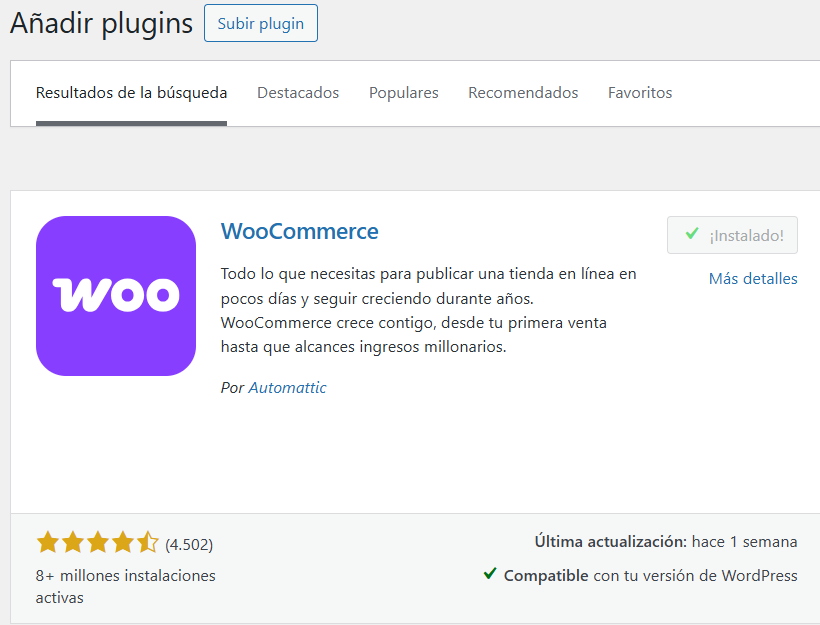 Añadir plugins
Subir plugin
Resultados de la búsqueda
Destacados
Populares
Recomendados
Favoritos
woo
WooCommerce
¡Instalado!
Más detalles
Todo lo que necesitas para publicar una tienda en línea en
pocos días y seguir creciendo durante años.
WooCommerce crece contigo, desde tu primera venta
hasta que alcances ingresos millonarios.
Por Automattic
(4.502)
8+ millones instalaciones
activas
Última actualización: hace 1 semana
Compatible con tu versión de WordPress